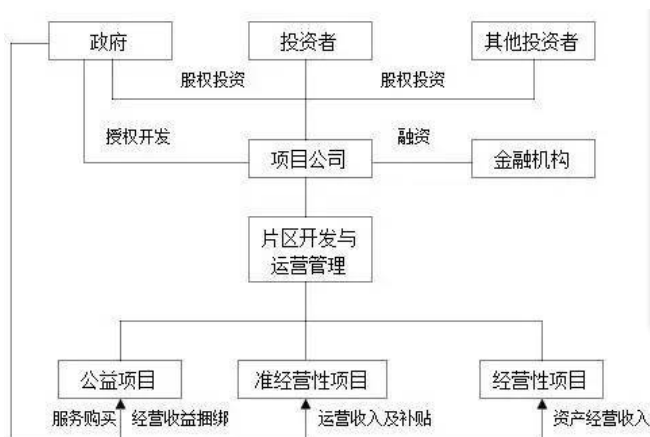 政府
投资者
其他投资者
股权投资
股权投资
授权开发
融资
项目公司
金融机构
片区开发与
运营管理
公益项目
准经营性项目
经营性项目
服务购买
经营收益捆绑
运营收入及补贴
资产经营收入